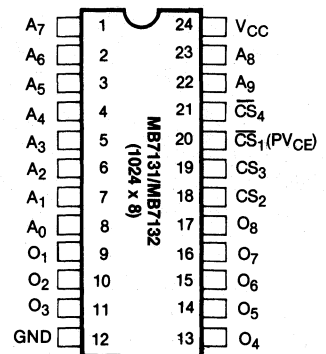 A7 1 24 VCC
A6 2 23 A8
A5 3 22 A9
A4 4 21 C̅S̅4
A3 5 20 C̅S̅1(PVCE)
A2 6 19 CS3
A1 7 18 CS2
A0 8 17 O8
O1 9 16 O7
O2 10 15 O6
O3 11 14 O5
GND 12 13 O4
MB7131/MB7132
(1024 x 8)